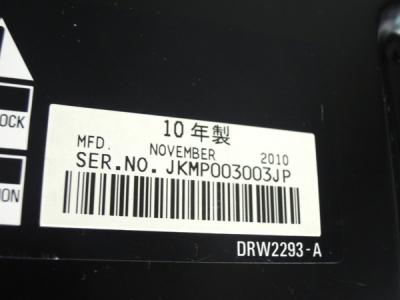 OCK
ION
10年製
MFD. NOVEMBER 2010
SER.NO. JKMP003003JP
DRW2293-A